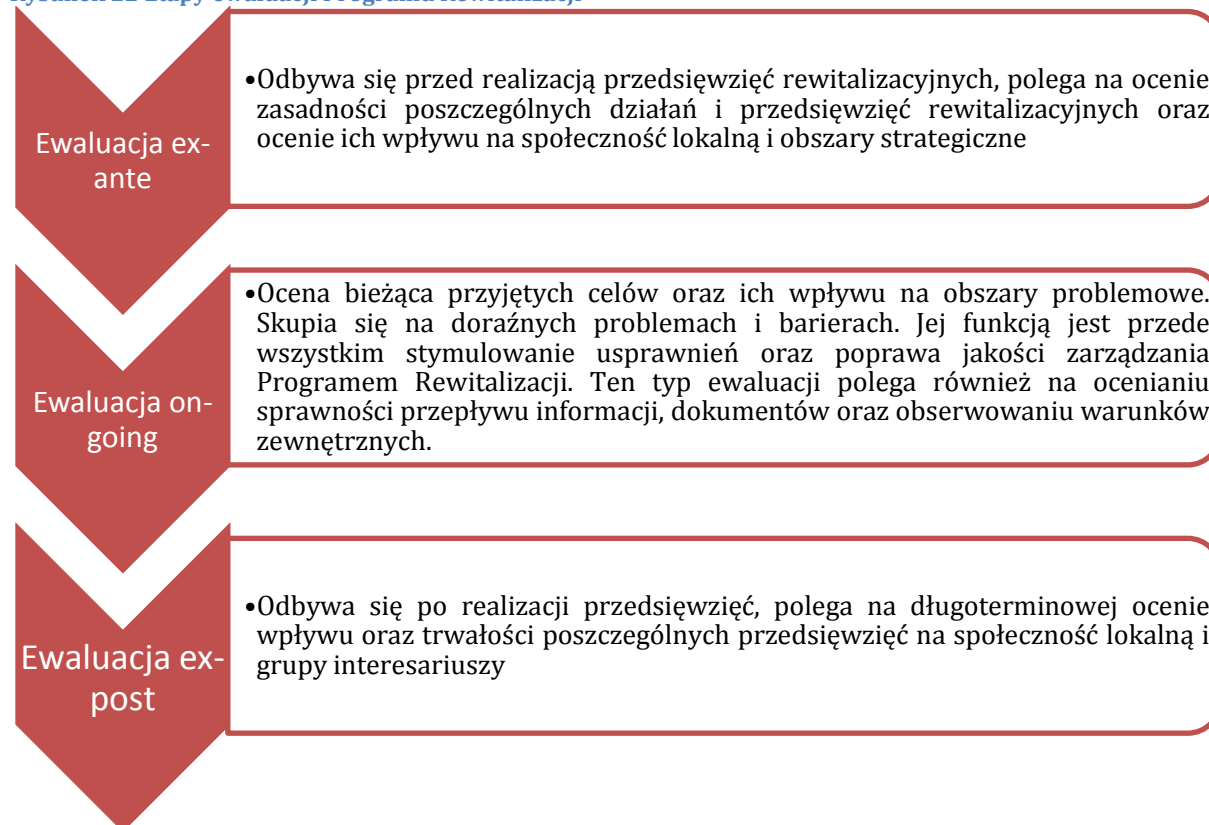 Ewaluacja ex-
ante
•Odbywa się przed realizacją przedsięwzięć rewitalizacyjnych, polega na ocenie
zasadności poszczególnych działań i przedsięwzięć rewitalizacyjnych oraz
ocenie ich wpływu na społeczność lokalną i obszary strategiczne
Ewaluacja on-
going
•Ocena bieżąca przyjętych celów oraz ich wpływu na obszary problemowe.
Skupia się na doraźnych problemach i barierach. Jej funkcją jest przede
wszystkim stymulowanie usprawnień oraz poprawa jakości zarządzania
Programem Rewitalizacji. Ten typ ewaluacji polega również na ocenianiu
sprawności przepływu informacji, dokumentów oraz obserwowaniu warunków
zewnętrznych.
Ewaluacja ex-
post
•Odbywa się po realizacji przedsięwzięć, polega na długoterminowej ocenie
wpływu oraz trwałości poszczególnych przedsięwzięć na społeczność lokalną i
grupy interesariuszy